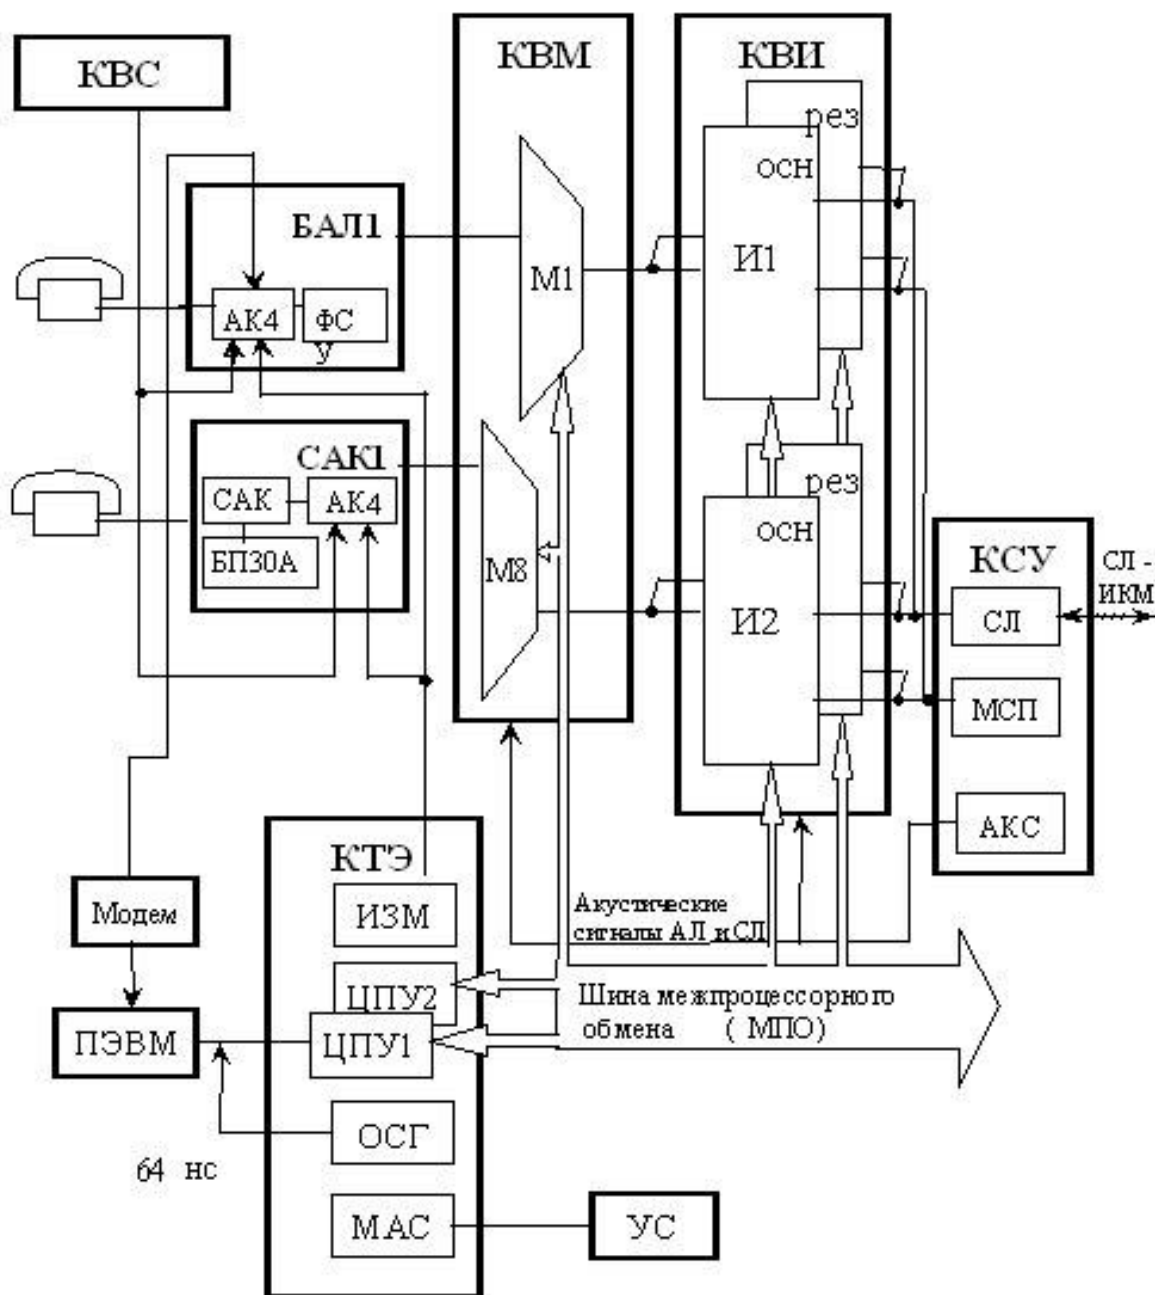 КВС
КВМ
КВИ
рез
осн
И1
БАЛ1
М1
АК4
ФС
У
САК1
САК
АК4
БП30А
М8
рез
осн
И2
КСУ
СЛ -
ИКМ
СЛ
МСП
АКС
КТЭ
ИЗМ
Модем
Акустические
сигналы АЛ и СЛ
ЦПУ2
Шина межпроцессорного
обмена ( МПО)
ПЭВМ
ЦПУ1
ОСГ
64 нс
МАС
УС